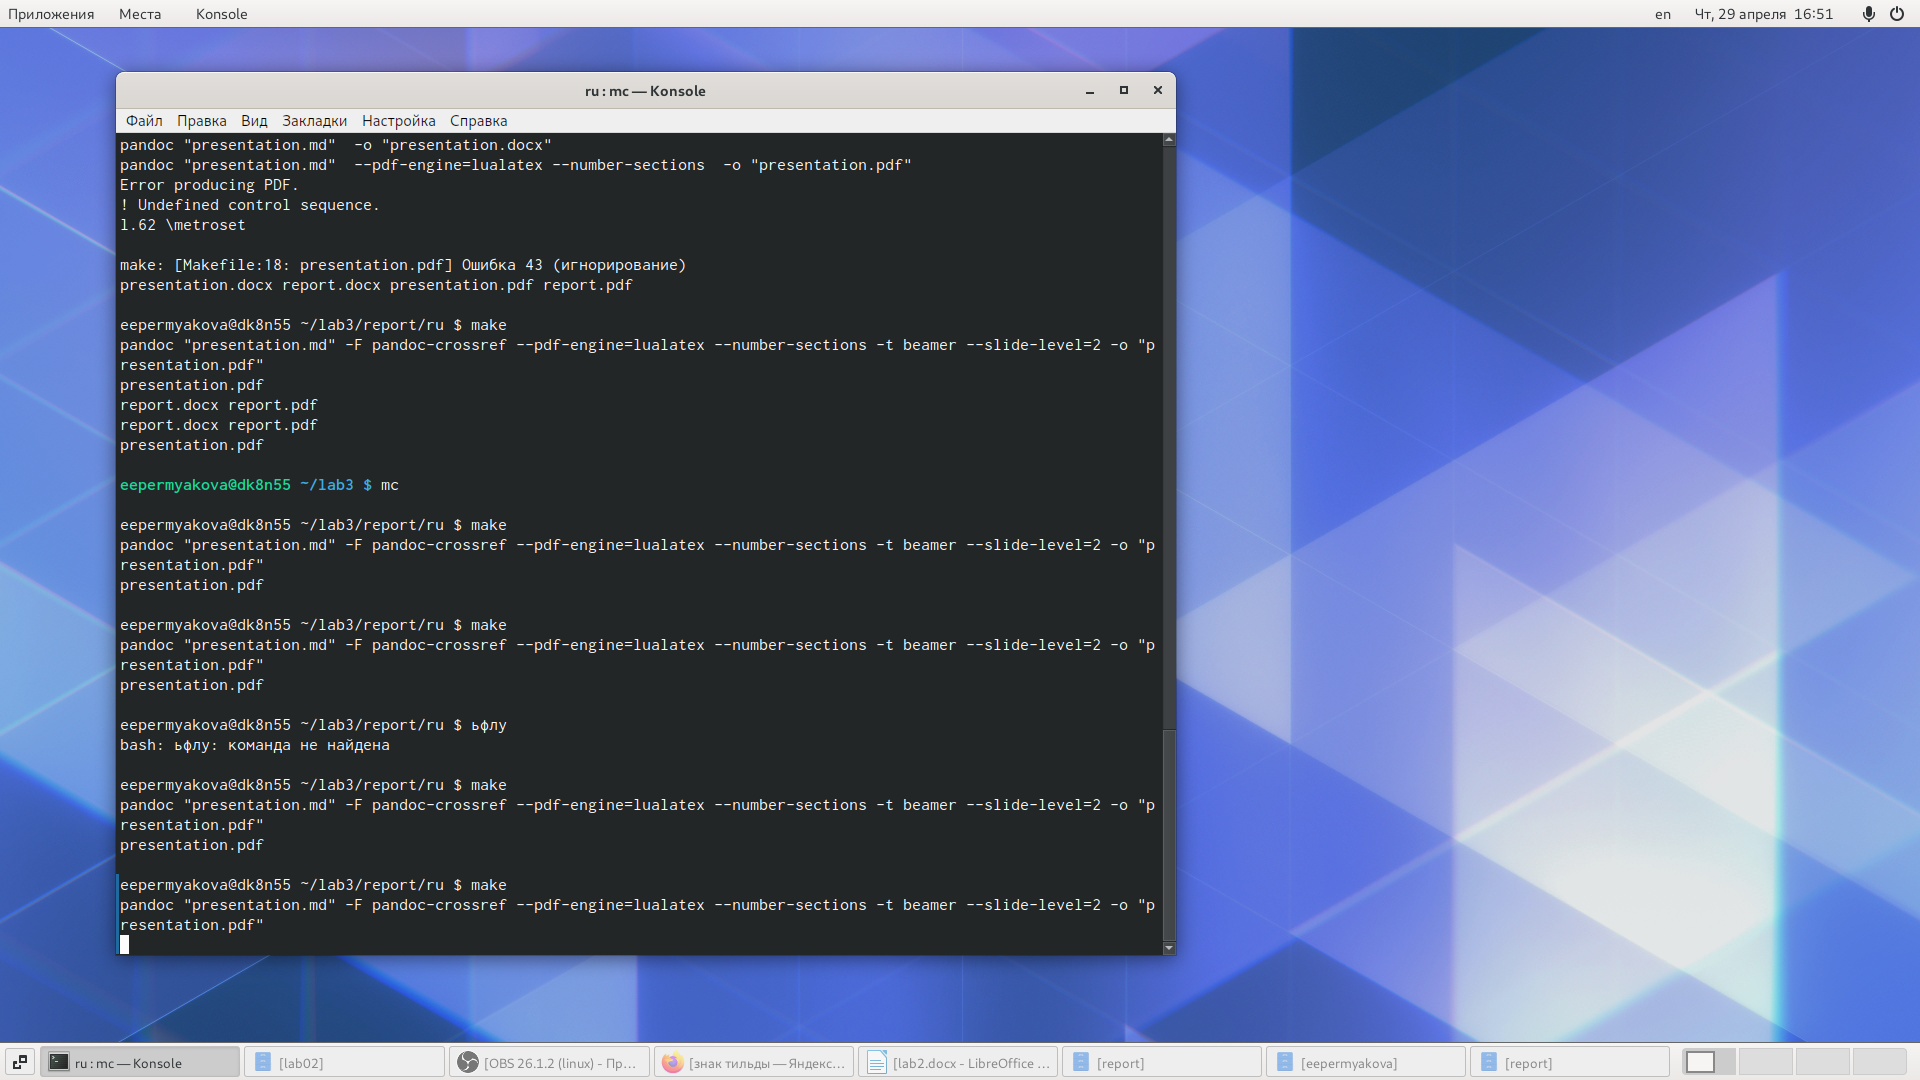 Приложения Места Konsole en Чт, 29 апреля 16:51
ru : mc — Konsole
Файл Правка Вид Закладки Настройка Справка
pandoc "presentation.md"  -o "presentation.docx"
pandoc "presentation.md"  --pdf-engine=lualatex --number-sections  -o "presentation.pdf"
Error producing PDF.
! Undefined control sequence.
l.62 \metroset
make: [Makefile:18: presentation.pdf] Ошибка 43 (игнорирование)
presentation.docx report.docx presentation.pdf report.pdf
eepermyakova@dk8n55 ~/lab3/report/ru $ make
pandoc "presentation.md" -F pandoc-crossref --pdf-engine=lualatex --number-sections -t beamer --slide-level=2 -o "p
resentation.pdf"
presentation.pdf
report.docx report.pdf
report.docx report.pdf
presentation.pdf
eepermyakova@dk8n55 ~/lab3 $ mc
eepermyakova@dk8n55 ~/lab3/report/ru $ make
pandoc "presentation.md" -F pandoc-crossref --pdf-engine=lualatex --number-sections -t beamer --slide-level=2 -o "p
resentation.pdf"
presentation.pdf
eepermyakova@dk8n55 ~/lab3/report/ru $ make
pandoc "presentation.md" -F pandoc-crossref --pdf-engine=lualatex --number-sections -t beamer --slide-level=2 -o "p
resentation.pdf"
presentation.pdf
eepermyakova@dk8n55 ~/lab3/report/ru $ ьфлу
bash: ьфлу: команда не найдена
eepermyakova@dk8n55 ~/lab3/report/ru $ make
pandoc "presentation.md" -F pandoc-crossref --pdf-engine=lualatex --number-sections -t beamer --slide-level=2 -o "p
resentation.pdf"
presentation.pdf
eepermyakova@dk8n55 ~/lab3/report/ru $ make
pandoc "presentation.md" -F pandoc-crossref --pdf-engine=lualatex --number-sections -t beamer --slide-level=2 -o "p
resentation.pdf"
ru : mc — Konsole [lab02] [OBS 26.1.2 (linux) - Пр... [знак тильды — Яндекс... [lab2.docx - LibreOffice ... [report] [eepermyakova] [report]